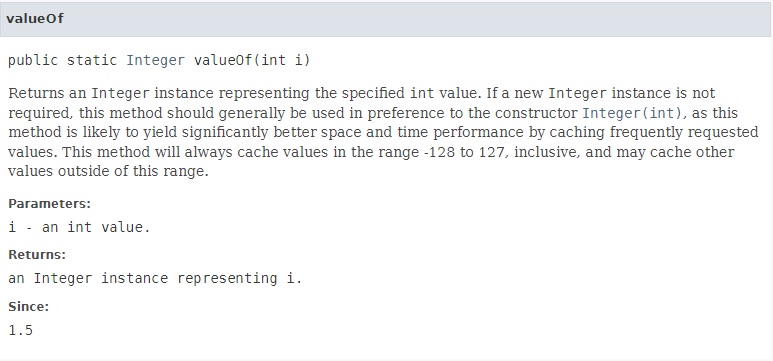 valueOf
public static Integer valueOf(int i)
Returns an Integer instance representing the specified int value. If a new Integer instance is not
required, this method should generally be used in preference to the constructor Integer(int), as this
method is likely to yield significantly better space and time performance by caching frequently requested
values. This method will always cache values in the range -128 to 127, inclusive, and may cache other
values outside of this range.
Parameters:
i - an int value.
Returns:
an Integer instance representing i.
Since:
1.5